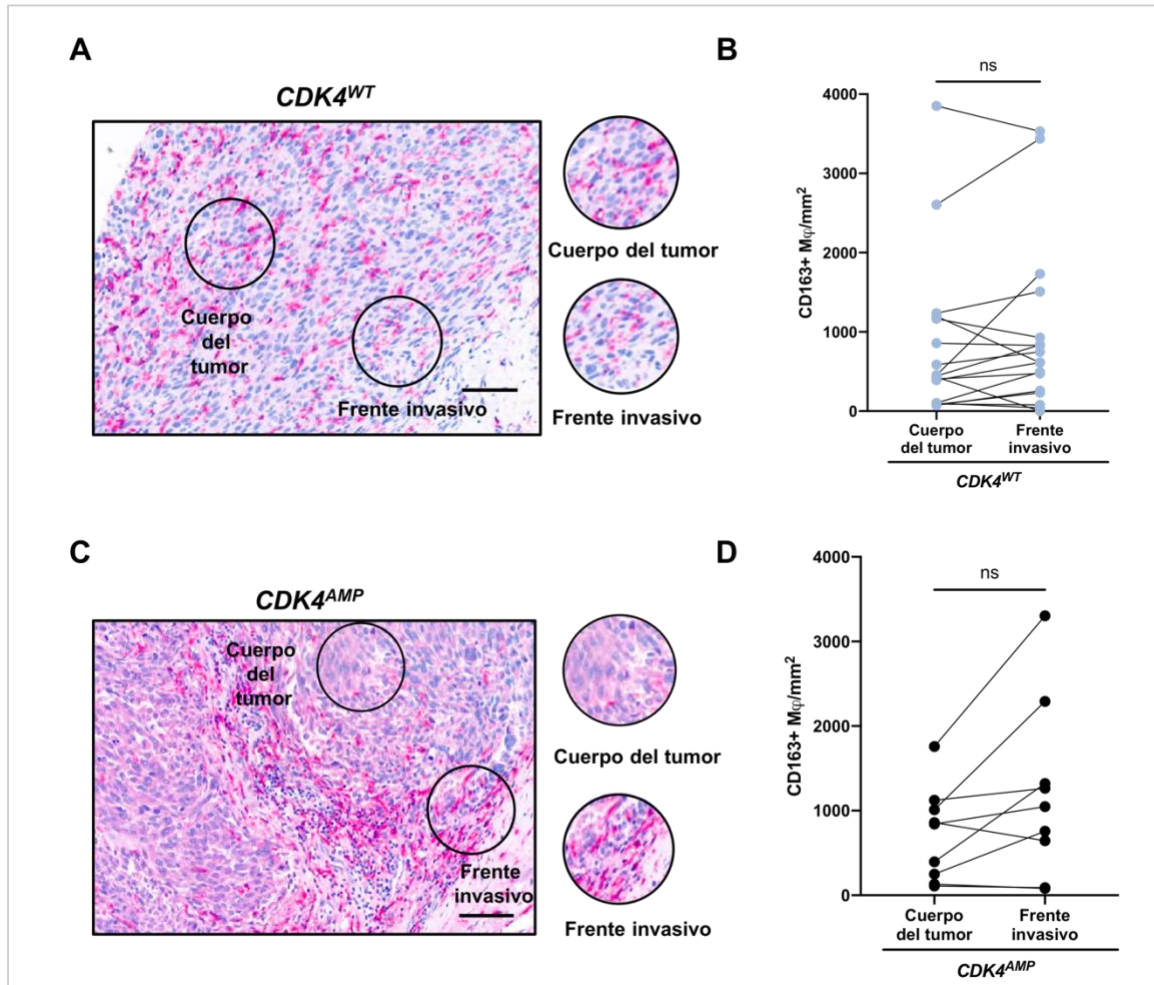 A
CDK4WT
Cuerpo
del
tumor
Frente invasivo
Cuerpo del tumor
Frente invasivo
B
ns
4000
3000
2000
1000
0
CD163+ Mφ/mm2
Cuerpo
del tumor
Frente
invasivo
CDK4WT
C
CDK4AMP
Cuerpo
del
tumor
Frente
invasivo
Cuerpo del tumor
Frente invasivo
D
ns
4000
3000
2000
1000
0
CD163+ Mφ/mm2
Cuerpo
del tumor
Frente
invasivo
CDK4AMP